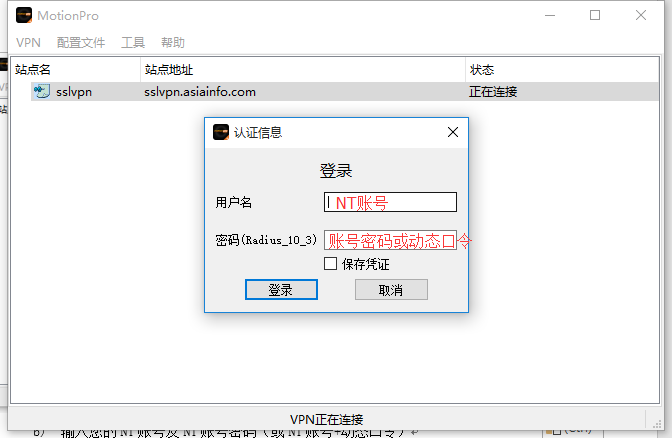 MotionPro
VPN 配置文件 工具 帮助
站点名 站点地址 状态
sslvpn sslvpn.asiainfo.com 正在连接
认证信息
登录
用户名 NT账号
密码(Radius_10_3) 账号密码或动态口令
保存凭证
登录 取消
VPN正在连接
6) 输入您的 NT 账号及 NT 账号密码（或 NT 账号+动态口令） (Ctrl)